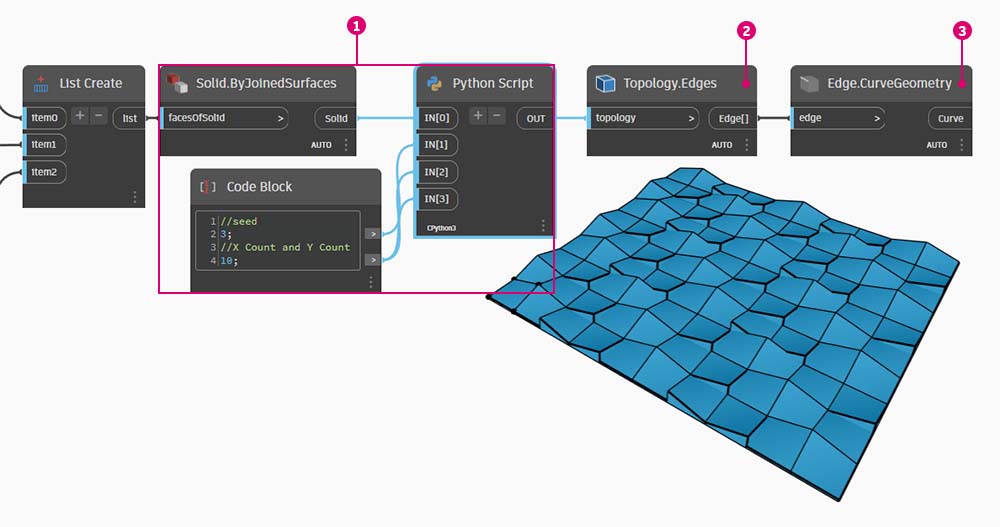 1
2
3
List Create
Item0
+
-
list
Item1
Item2
Solid.ByJoinedSurfaces
facesOfSolid >
Solid
AUTO
Code Block
1 //seed
2 3;
3 //X Count and Y Count
4 10;
>
>
Python Script
IN[0]
+
-
OUT
IN[1]
IN[2]
IN[3]
CPython3
Topology.Edges
topology >
Edge[]
AUTO
Edge.CurveGeometry
edge >
Curve
AUTO